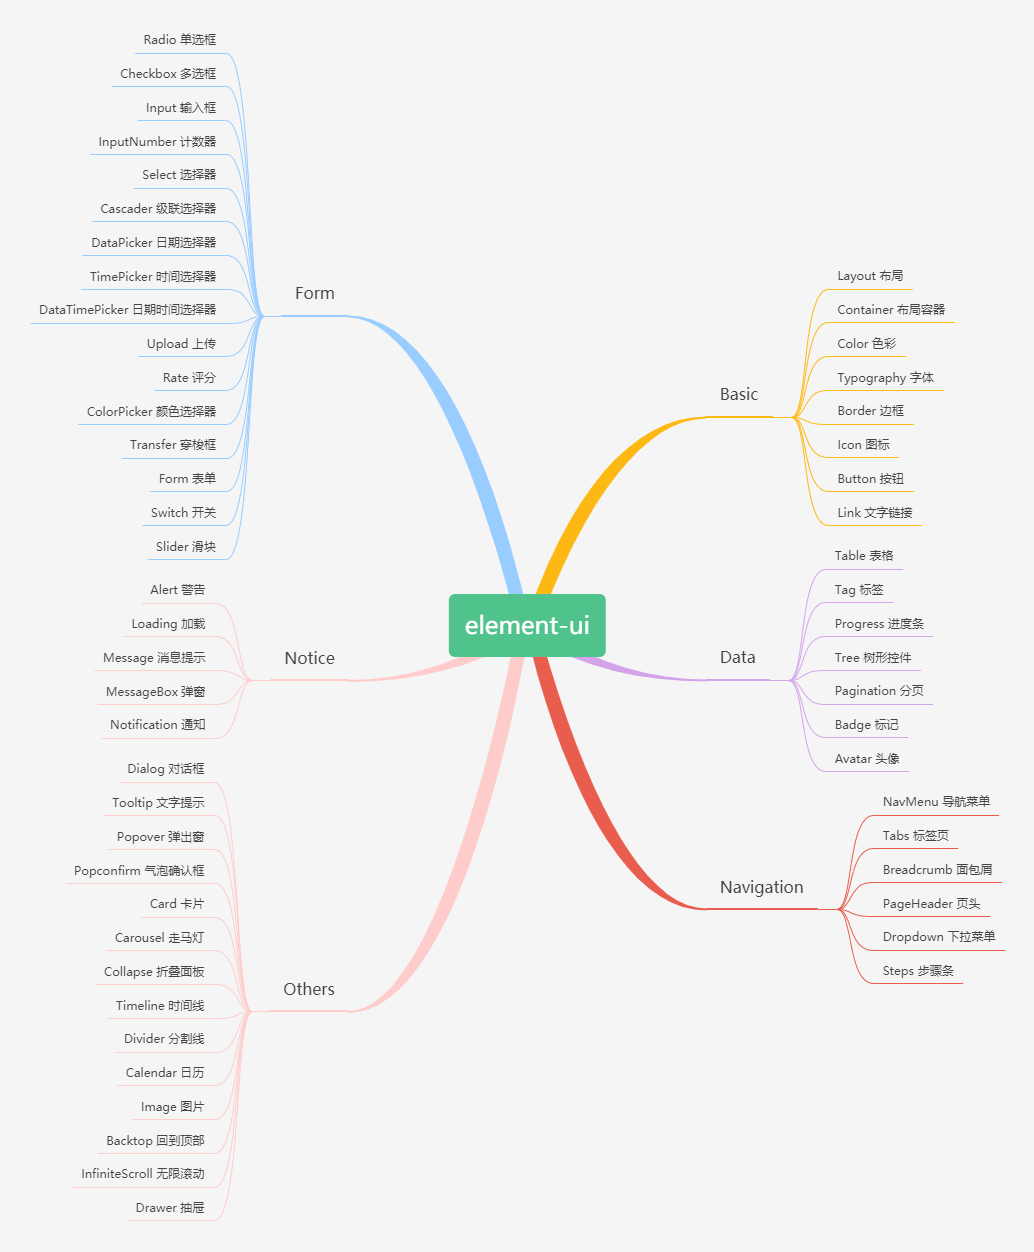 element-ui
Form
Radio 单选框
Checkbox 多选框
Input 输入框
InputNumber 计数器
Select 选择器
Cascader 级联选择器
DataPicker 日期选择器
TimePicker 时间选择器
DataTimePicker 日期时间选择器
Upload 上传
Rate 评分
ColorPicker 颜色选择器
Transfer 穿梭框
Form 表单
Switch 开关
Slider 滑块
Notice
Alert 警告
Loading 加载
Message 消息提示
MessageBox 弹窗
Notification 通知
Others
Dialog 对话框
Tooltip 文字提示
Popover 弹出窗
Popconfirm 气泡确认框
Card 卡片
Carousel 走马灯
Collapse 折叠面板
Timeline 时间线
Divider 分割线
Calendar 日历
Image 图片
Backtop 回到顶部
InfiniteScroll 无限滚动
Drawer 抽屉
Basic
Layout 布局
Container 布局容器
Color 色彩
Typography 字体
Border 边框
Icon 图标
Button 按钮
Link 文字链接
Data
Table 表格
Tag 标签
Progress 进度条
Tree 树形控件
Pagination 分页
Badge 标记
Avatar 头像
Navigation
NavMenu 导航菜单
Tabs 标签页
Breadcrumb 面包屑
PageHeader 页头
Dropdown 下拉菜单
Steps 步骤条